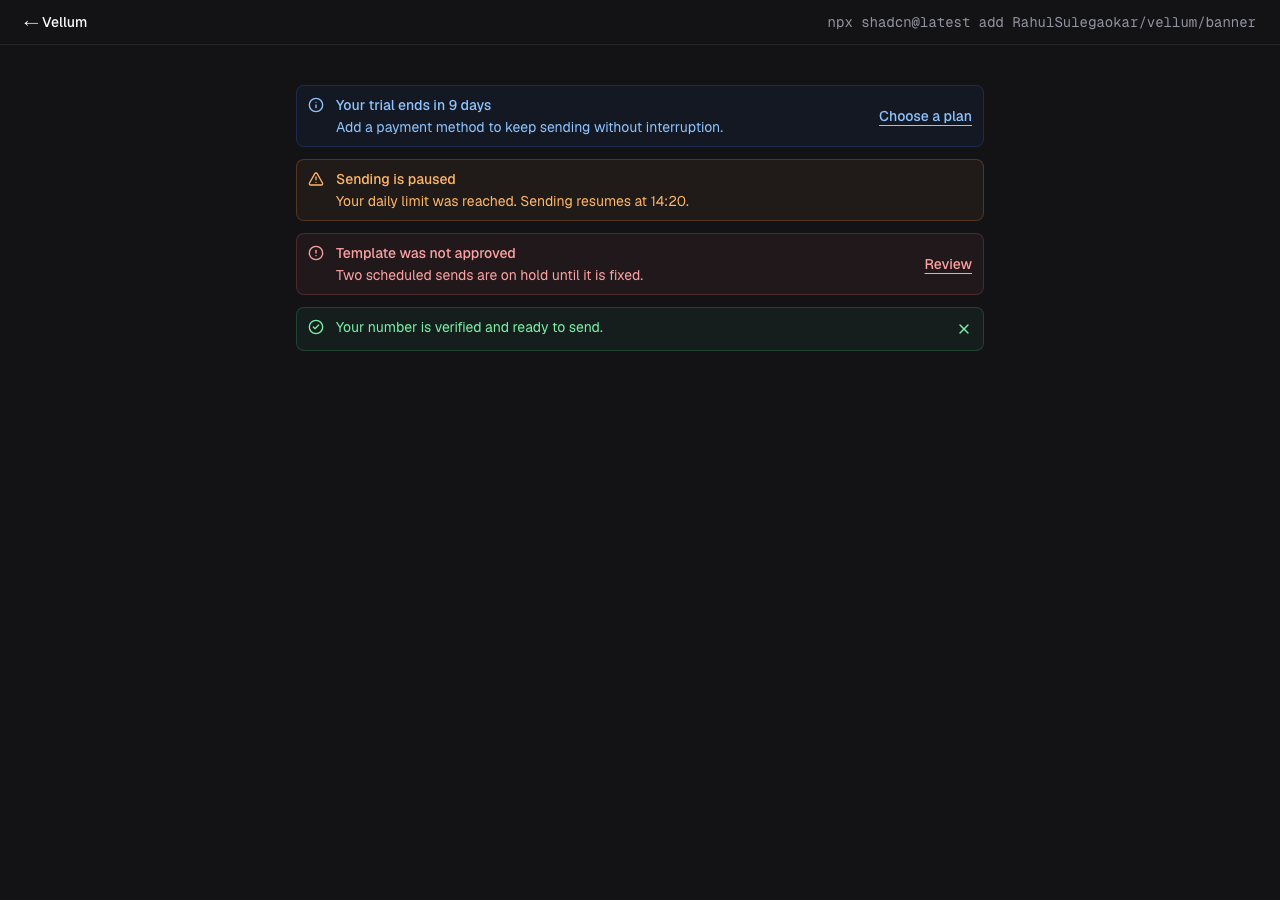 ← Vellum
npx shadcn@latest add RahulSulegaokar/vellum/banner
Your trial ends in 9 days
Add a payment method to keep sending without interruption.
Choose a plan
Sending is paused
Your daily limit was reached. Sending resumes at 14:20.
Template was not approved
Two scheduled sends are on hold until it is fixed.
Review
Your number is verified and ready to send.